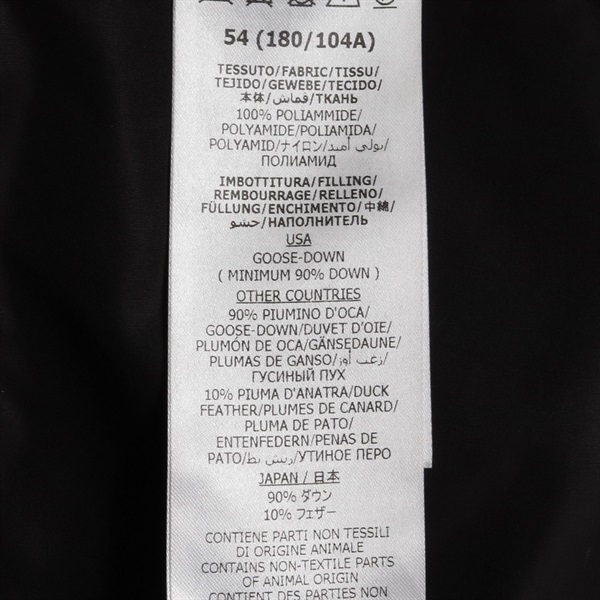 54 (180/104A)
TESSUTO/FABRIC/TISSU/
TEJIDO/GEWEBE/TECIDO/
本体/قماش/ТКАНЬ
100% POLIAMMIDE/
POLYAMIDE/POLIAMIDA/
POLYAMID/ナイロン/بولي أميد/
ПОЛИАМИД
IMBOTTITURA/FILLING/
REMBOURRAGE/RELLENO/
FÜLLUNG/ENCHIMENTO/中綿/
حشو/НАПОЛНИТЕЛЬ
USA
GOOSE-DOWN
( MINIMUM 90% DOWN )
OTHER COUNTRIES
90% PIUMINO D'OCA/
GOOSE-DOWN/DUVET D'OIE/
PLUMÓN DE OCA/GÄNSEDAUNE/
PLUMAS DE GANSO/زغب أوز/
ГУСИНЫЙ ПУХ
10% PIUMA D'ANATRA/DUCK
FEATHER/PLUMES DE CANARD/
PLUMA DE PATO/
ENTENFEDERN/PENAS DE
PATO/ريش بط/УТИНОЕ ПЕРО
JAPAN / 日本
90% ダウン
10% フェザー
CONTIENE PARTI NON TESSILI
DI ORIGINE ANIMALE
CONTAINS NON-TEXTILE PARTS
OF ANIMAL ORIGIN
CONTIENT DES PARTIES NON